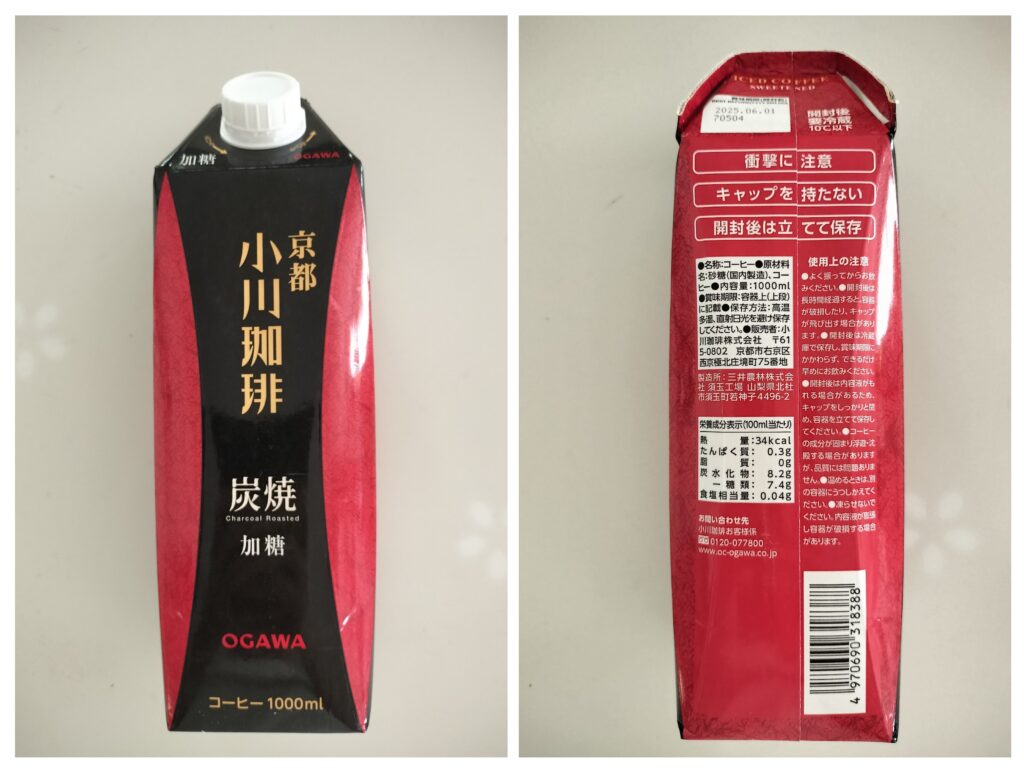 加糖
OGAWA
京都
小川珈琲
炭焼
Charcoal Roasted
加糖
OGAWA
コーヒー 1000ml
ICED COFFEE
SWEETENED
2025.06.01
70504
開封後
要冷蔵
10℃以下
衝撃に 注意
キャップを 持たない
開封後は立 てて保存
●名称:コーヒー●原材料
名:砂糖(国内製造)、コー
ヒー●内容量:1000ml
●賞味期限:容器上(上段)
に記載●保存方法:高温
多湿、直射日光を避け保存
してください。●販売者:小
川珈琲株式会社 〒61
5-0802 京都市右京区
西京極北庄境町75番地
製造所:三井農林株式会
社 須玉工場 山梨県北杜
市須玉町若神子4496-2
栄養成分表示(100ml当たり)
熱量:34kcal
たんぱく質:0.3g
脂質:0g
炭水化物:8.2g
ー糖類:7.4g
食塩相当量:0.04g
お問い合わせ先
小川珈琲お客様係
0120-077800
www.oc-ogawa.co.jp
使用上の注意
●よく振ってからお飲
みください。●開封後は
長時間経過すると、容器
が破損したり、キャップ
が飛び出す場合があり
ます。●開封後は冷蔵
庫で保存し、賞味期限に
かかわらず、できるだけ
早めにお飲みください。
●開封後は内容液がも
れる場合があるため、
キャップをしっかりと閉
め、容器を立てて保存し
てください。●コーヒー
の成分が固まり浮遊・沈
殿する場合があります
が、品質には問題ありま
せん。●温めるときは、別
の容器にうつしかえてく
ださい。●凍らせないで
ください。内容液が膨張
し容器が破損する場合
があります。
4 970690 318388